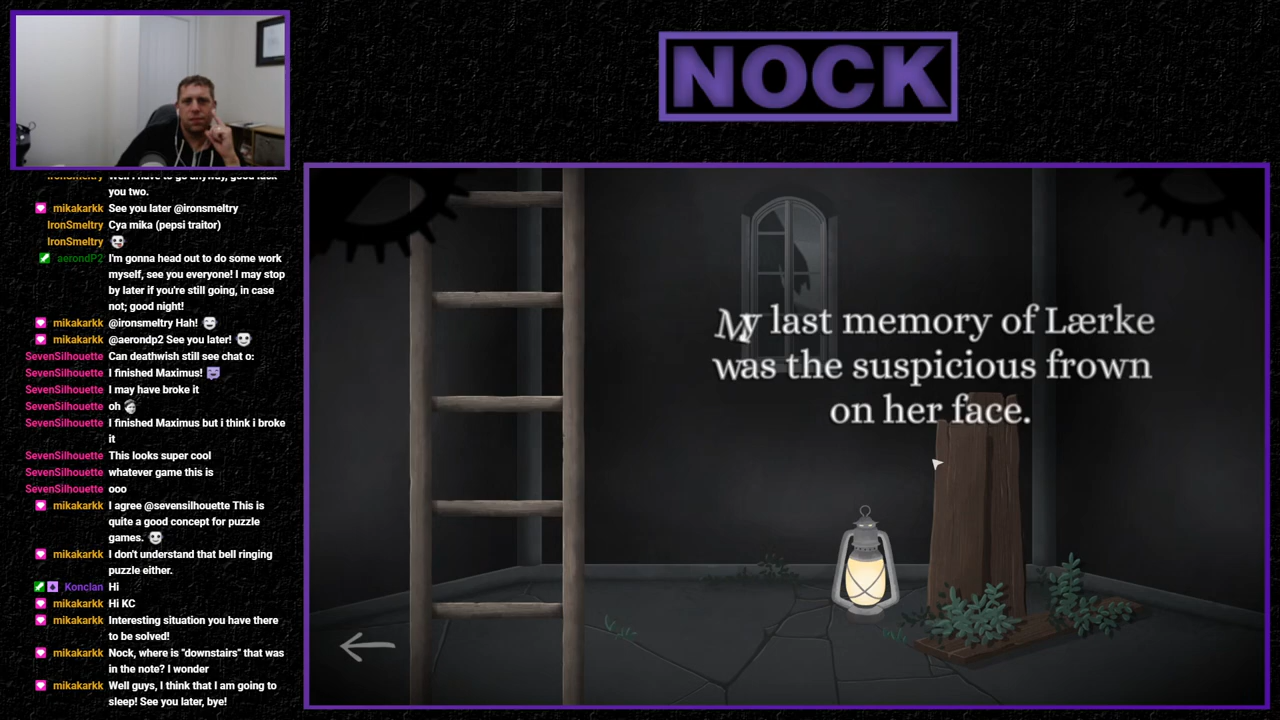 NOCK
IronSmeltry Well I have to go anyway, good luck
you two.
mikakarkk See you later @ironsmeltry
IronSmeltry Cya mika (pepsi traitor)
IronSmeltry
aerondP2 I'm gonna head out to do some work
myself, see you everyone! I may stop
by later if you're still going, in case
not; good night!
mikakarkk @ironsmeltry Hah!
mikakarkk @aerondp2 See you later!
SevenSilhouette Can deathwish still see chat o:
SevenSilhouette I finished Maximus!
SevenSilhouette I may have broke it
SevenSilhouette oh
SevenSilhouette I finished Maximus but i think i broke
it
SevenSilhouette This looks super cool
SevenSilhouette whatever game this is
SevenSilhouette ooo
mikakarkk I agree @sevensilhouette This is
quite a good concept for puzzle
games.
mikakarkk I don't understand that bell ringing
puzzle either.
Konclan Hi
mikakarkk Hi KC
mikakarkk Interesting situation you have there
to be solved!
mikakarkk Nock, where is "downstairs" that was
in the note? I wonder
mikakarkk Well guys, I think that I am going to
sleep! See you later, bye!
My last memory of Lærke
was the suspicious frown
on her face.